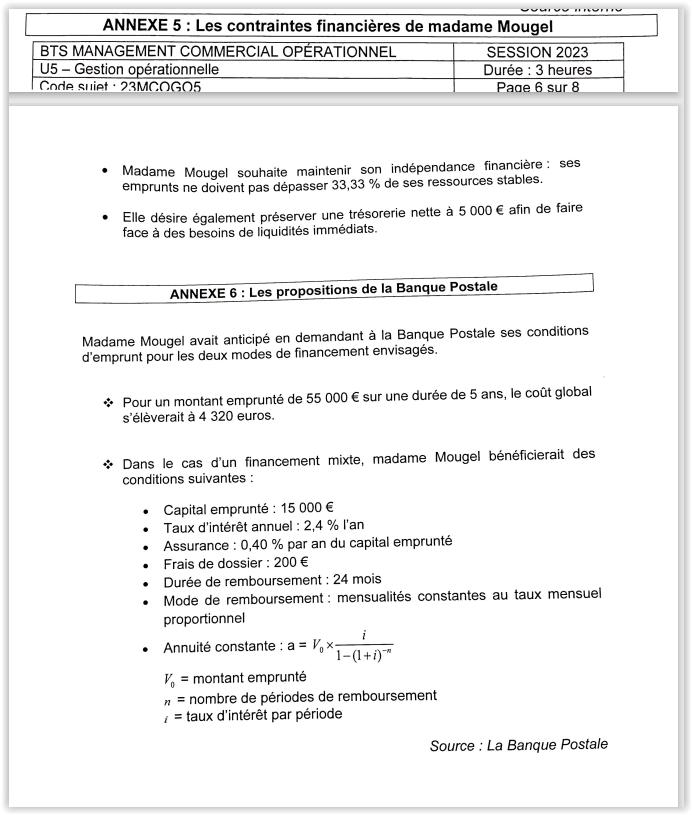 Source Interne
ANNEXE 5 : Les contraintes financières de madame Mougel
BTS MANAGEMENT COMMERCIAL OPÉRATIONNEL SESSION 2023
U5 – Gestion opérationnelle Durée : 3 heures
Code sujet : 23MCOGO5 Page 6 sur 8
• Madame Mougel souhaite maintenir son indépendance financière : ses
emprunts ne doivent pas dépasser 33,33 % de ses ressources stables.
• Elle désire également préserver une trésorerie nette à 5 000 € afin de faire
face à des besoins de liquidités immédiats.
ANNEXE 6 : Les propositions de la Banque Postale
Madame Mougel avait anticipé en demandant à la Banque Postale ses conditions
d'emprunt pour les deux modes de financement envisagés.
❖ Pour un montant emprunté de 55 000 € sur une durée de 5 ans, le coût global
s'élèverait à 4 320 euros.
❖ Dans le cas d'un financement mixte, madame Mougel bénéficierait des
conditions suivantes :
• Capital emprunté : 15 000 €
• Taux d'intérêt annuel : 2,4 % l'an
• Assurance : 0,40 % par an du capital emprunté
• Frais de dossier : 200 €
• Durée de remboursement : 24 mois
• Mode de remboursement : mensualités constantes au taux mensuel
proportionnel
• Annuité constante : a = V₀ × i / 1−(1+i)⁻ⁿ
V₀ = montant emprunté
n = nombre de périodes de remboursement
i = taux d'intérêt par période
Source : La Banque Postale